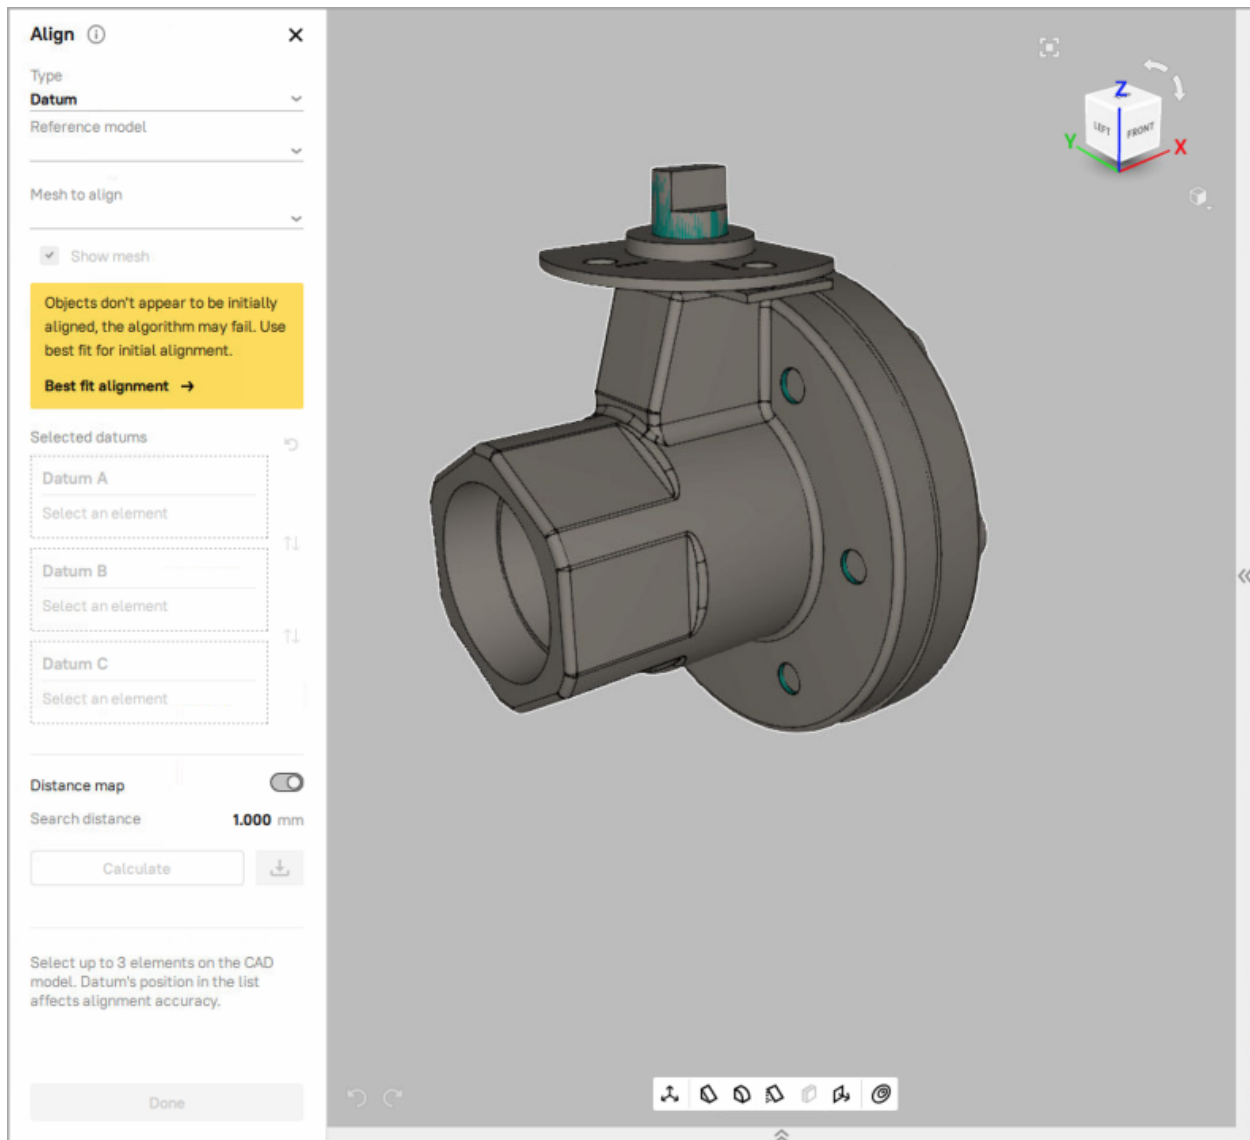 Align
Type
Datum
Reference model
Mesh to align
Show mesh
Objects don't appear to be initially
aligned, the algorithm may fail. Use
best fit for initial alignment.
Best fit alignment →
Selected datums
Datum A
Select an element
Datum B
Select an element
Datum C
Select an element
Distance map
Search distance 1.000 mm
Calculate
Select up to 3 elements on the CAD
model. Datum's position in the list
affects alignment accuracy.
Done
Z
LEFT FRONT
Y X